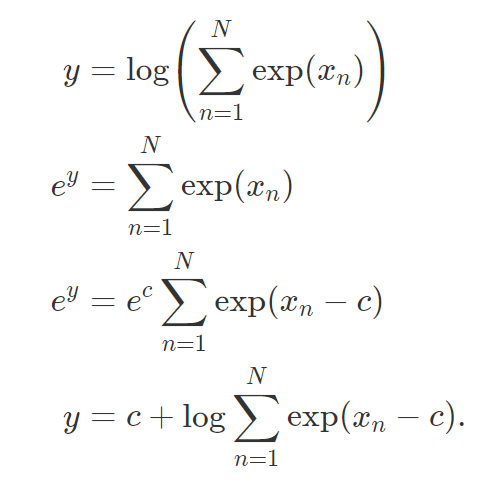 y = log(∑_{n=1}^{N} exp(x_n))
e^y = ∑_{n=1}^{N} exp(x_n)
e^y = e^c ∑_{n=1}^{N} exp(x_n − c)
y = c + log ∑_{n=1}^{N} exp(x_n − c).